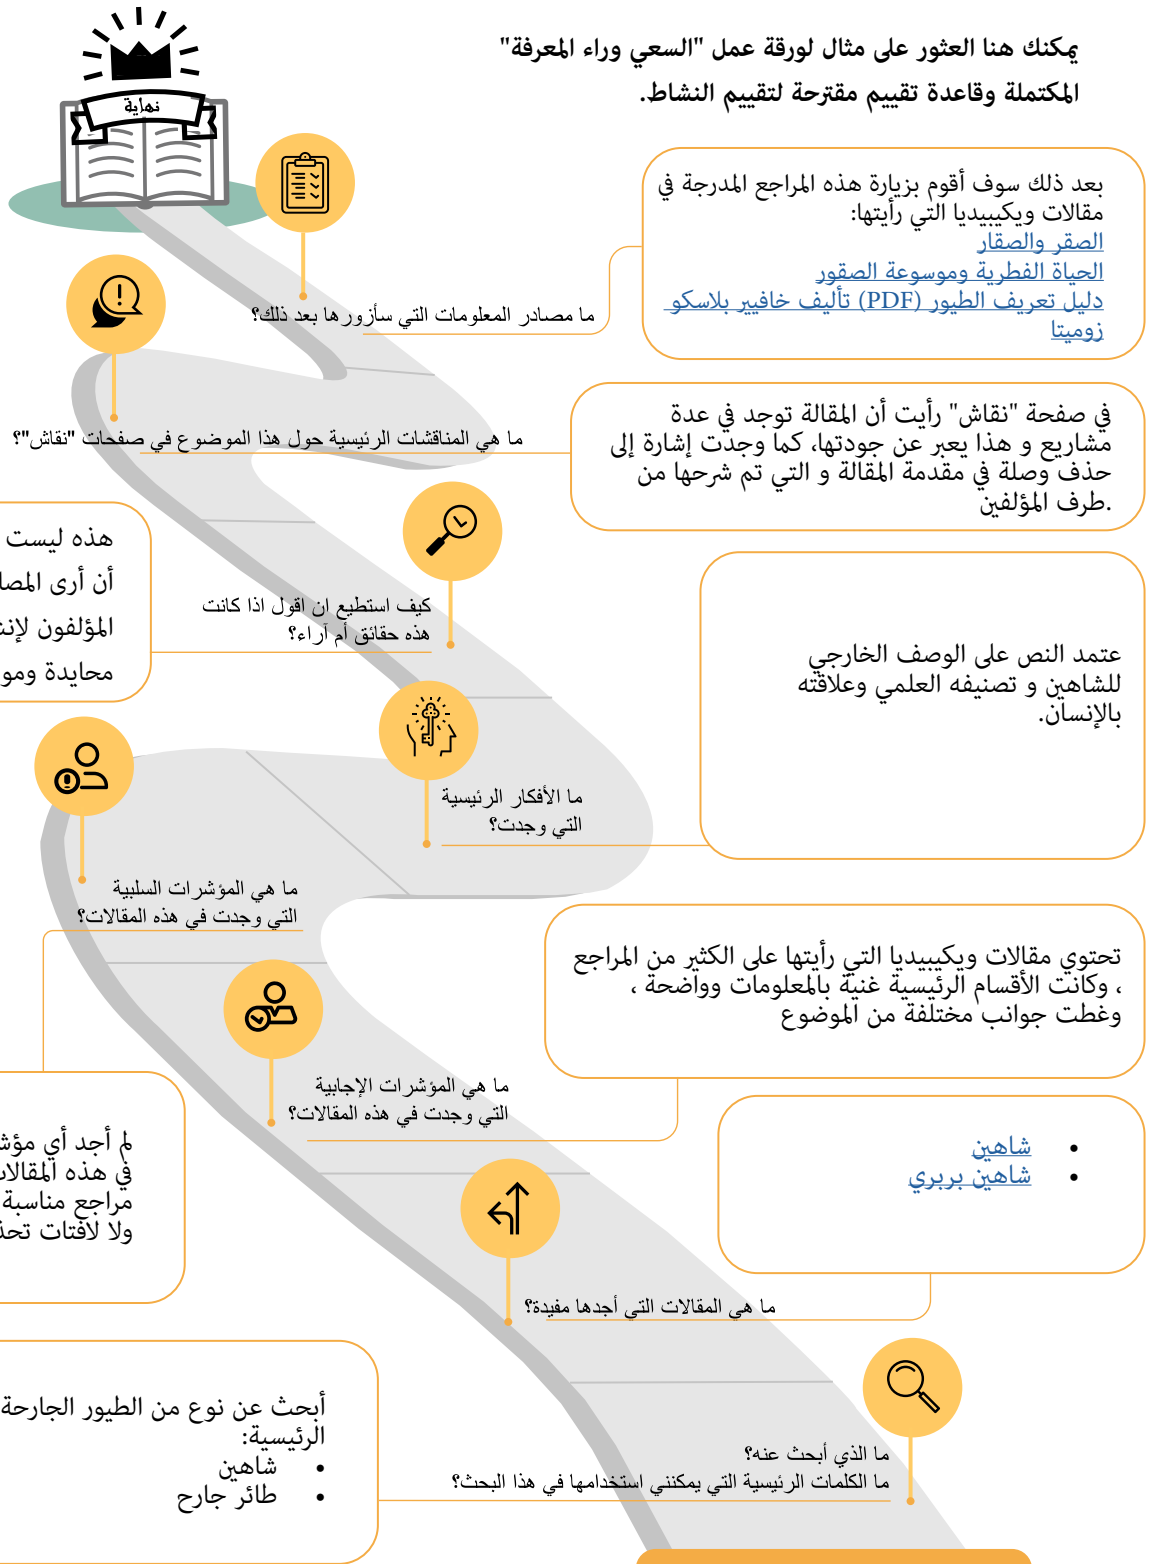 يمكنك هنا العثور على مثال لورقة عمل "السعي وراء المعرفة"
المكتملة وقاعدة تقييم مقترحة لتقييم النشاط.
نهاية
بعد ذلك سوف أقوم بزيارة هذه المراجع المدرجة في
مقالات ويكيبيديا التي رأيتها:
الصقر والصقار
الحياة الفطرية وموسوعة الصقور
دليل تعريف الطيور (PDF) تأليف خافيير بلاسكو
زوميتا
ما مصادر المعلومات التي سأزورها بعد ذلك؟
في صفحة "نقاش" رأيت أن المقالة توجد في عدة
مشاريع و هذا يعبر عن جودتها، كما وجدت إشارة إلى
حذف وصلة في مقدمة المقالة و التي تم شرحها من
.طرف المؤلفين
ما هي المناقشات الرئيسية حول هذا الموضوع في صفحات "نقاش"؟
هذه ليست
أن أرى
المؤلفون
محايدة
كيف استطيع ان اقول اذا كانت
هذه حقائق أم آراء؟
عتمد النص على الوصف الخارجي
للشاهين و تصنيفه العلمي وعلاقته
بالإنسان.
ما الأفكار الرئيسية
التي وجدت؟
ما هي المؤشرات السلبية
التي وجدت في هذه المقالات؟
تحتوي مقالات ويكيبيديا التي رأيتها على الكثير من المراجع
، وكانت الأقسام الرئيسية غنية بالمعلومات وواضحة ،
وغطت جوانب مختلفة من الموضوع
ما هي المؤشرات الإجابية
التي وجدت في هذه المقالات؟
لم أجد أي
في هذه
مراجع مناسبة
ولا لافتات
• شاهين
• شاهين بربري
ما هي المقالات التي أجدها مفيدة؟
أبحث عن نوع من الطيور الجارحة
الرئيسية:
• شاهين
• طائر جارح
ما الذي أبحث عنه؟
ما الكلمات الرئيسية التي يمكنني استخدامها في هذا البحث؟